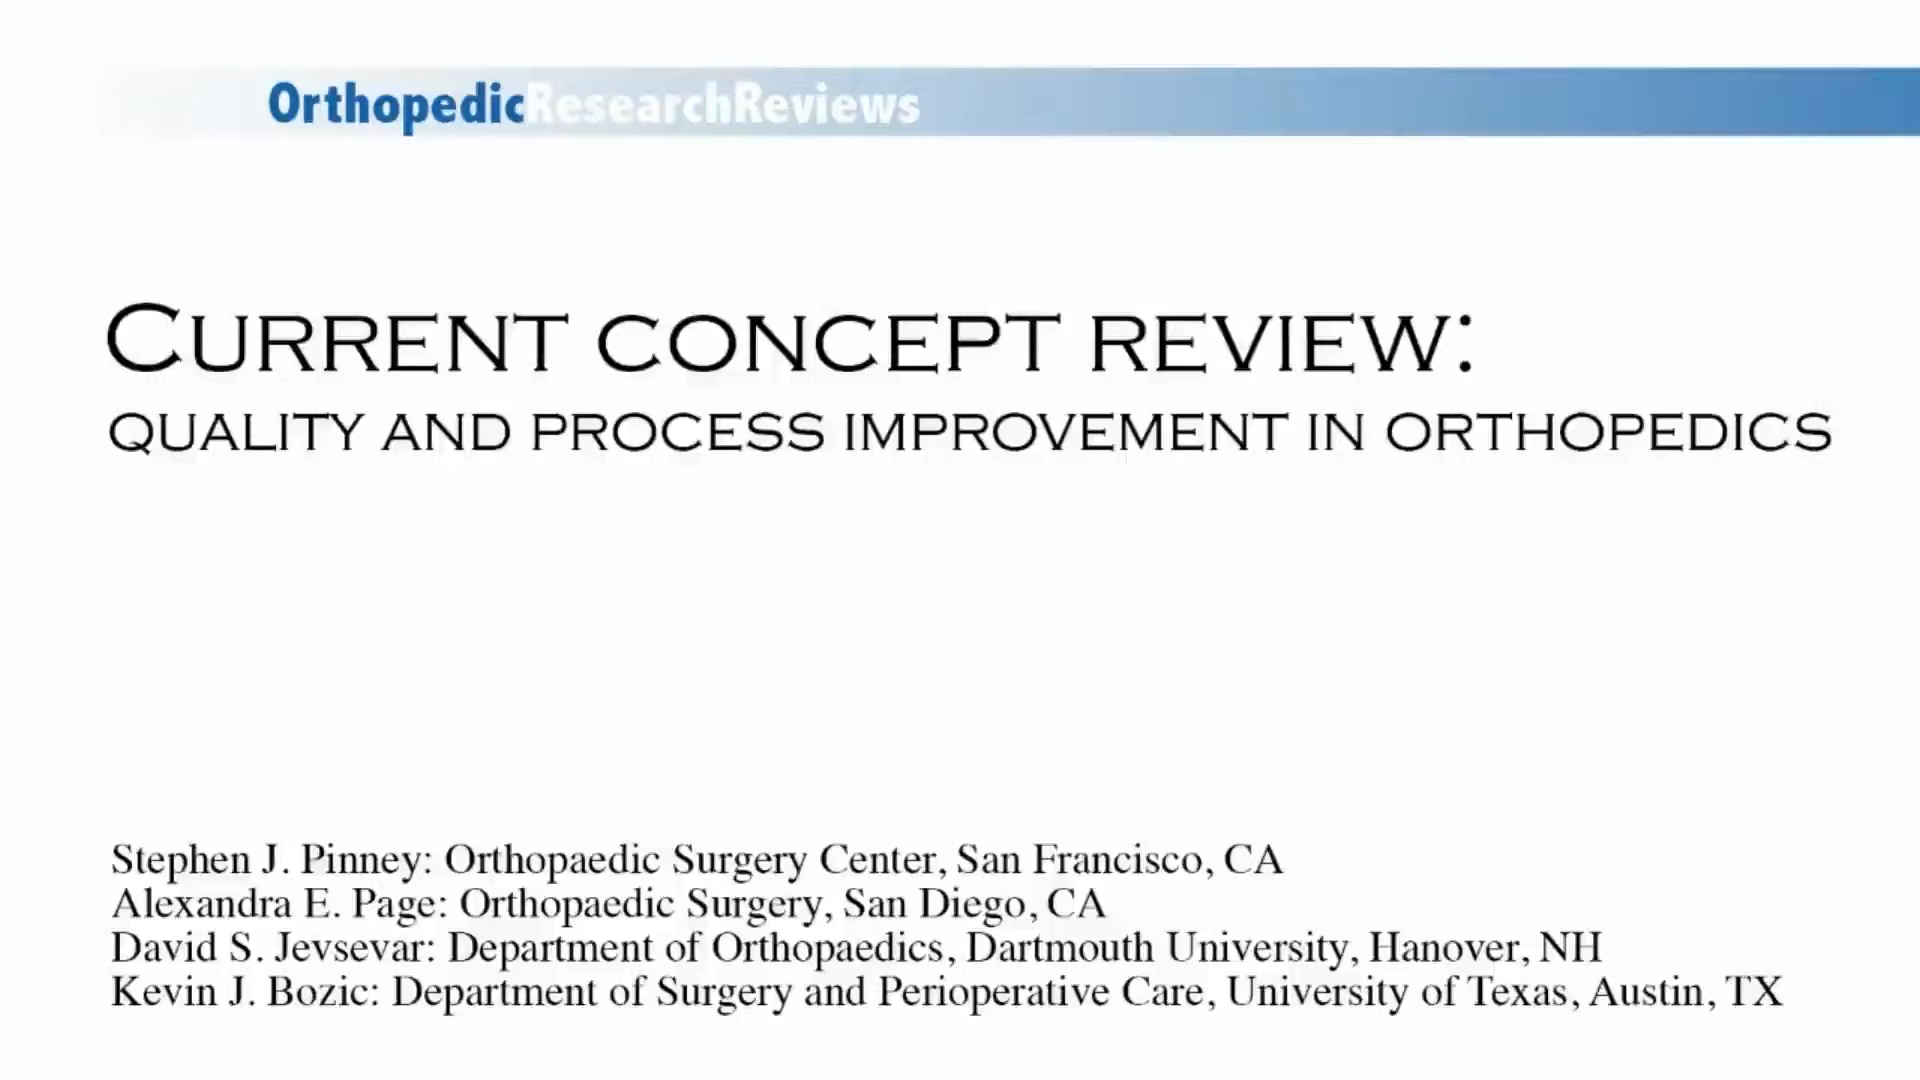 OrthopedicResearchReviews
CURRENT CONCEPT REVIEW:
QUALITY AND PROCESS IMPROVEMENT IN ORTHOPEDICS
Stephen J. Pinney: Orthopaedic Surgery Center, San Francisco, CA
Alexandra E. Page: Orthopaedic Surgery, San Diego, CA
David S. Jevsevar: Department of Orthopaedics, Dartmouth University, Hanover, NH
Kevin J. Bozic: Department of Surgery and Perioperative Care, University of Texas, Austin, TX